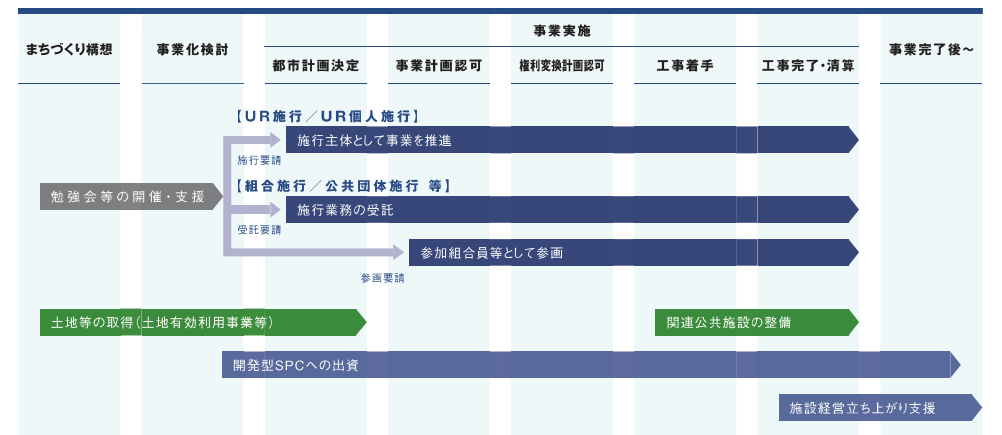 事業実施
まちづくり構想
事業化検討
事業完了後～
都市計画決定
事業計画認可
権利変換計画認可
工事着手
工事完了・清算
【UR施行／UR個人施行】
施行主体として事業を推進
施行要請
【組合施行／公共団体施行 等】
勉強会等の開催・支援
施行業務の受託
受託要請
参加組合員等として参画
参画要請
土地等の取得（土地有効利用事業等）
関連公共施設の整備
開発型SPCへの出資
施設経営立ち上がり支援